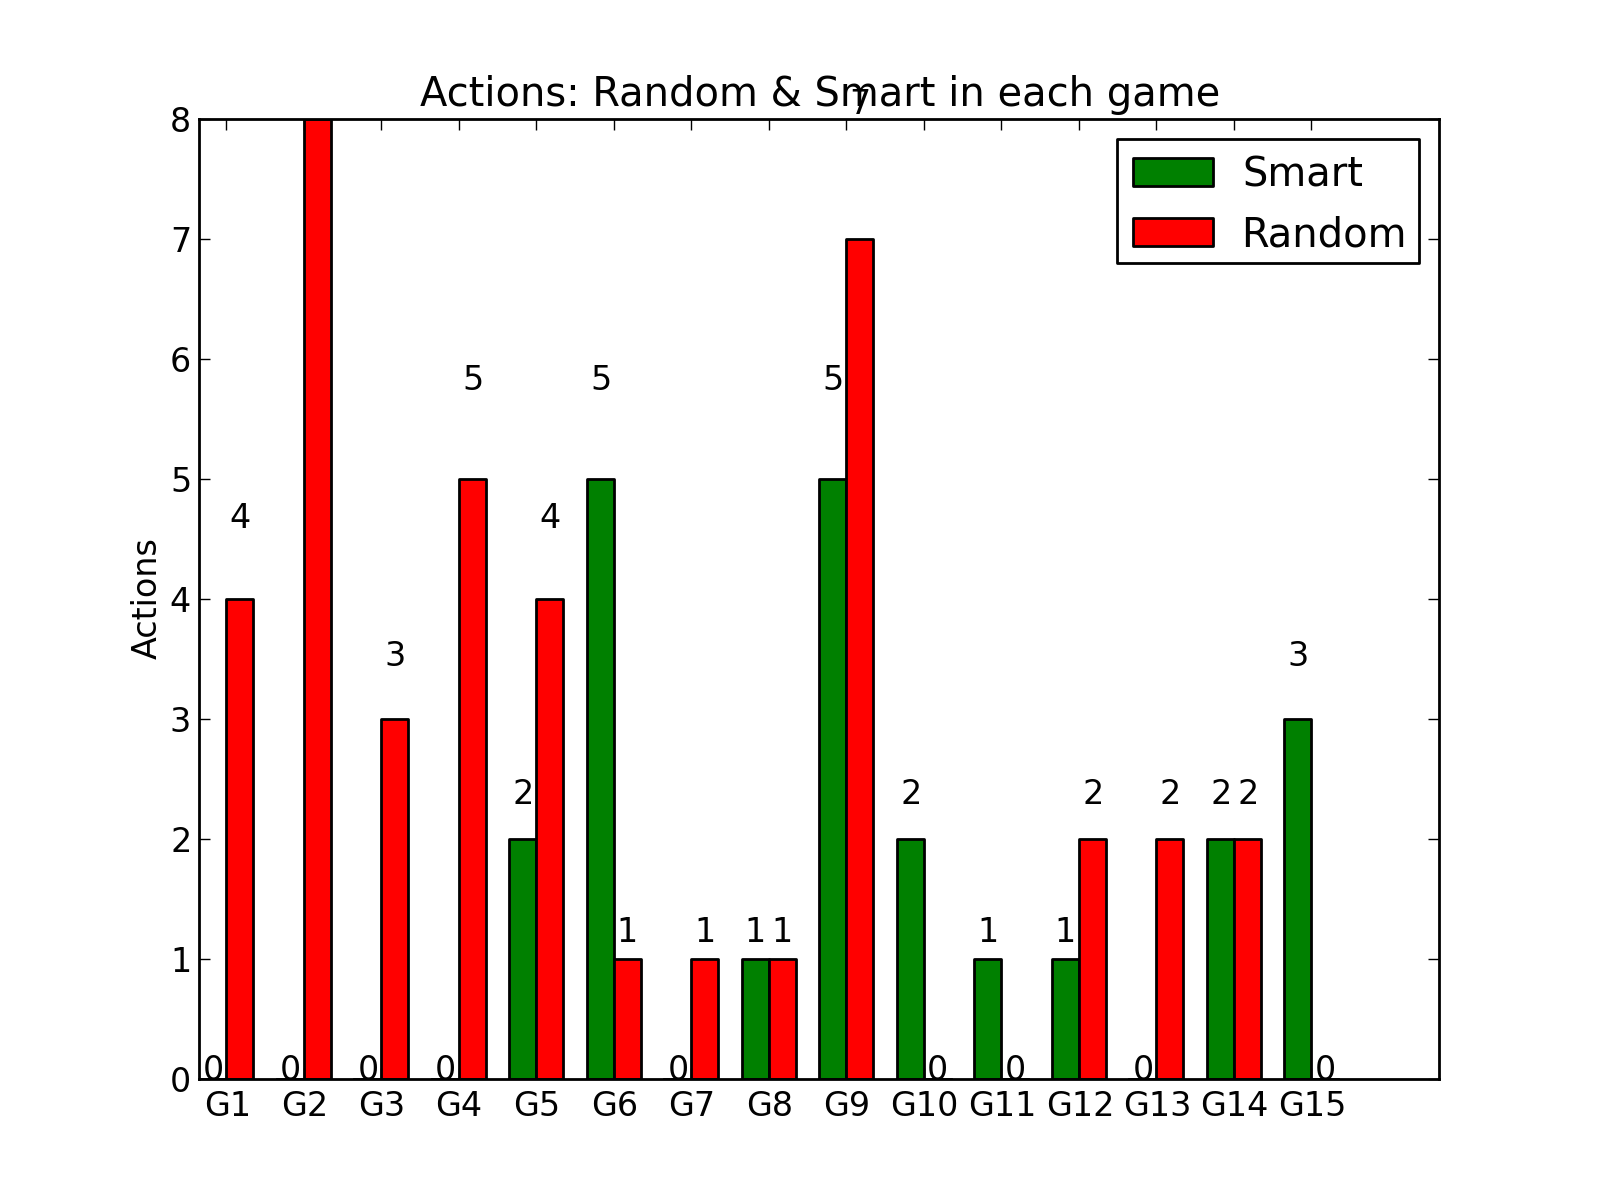 Actions: Random & Smart in each game
7
8
7
6
5
4
3
2
1
0
Actions
Smart
Random
5 5 5
4 4
3 3
2 2 2 2 2 2
1 1 1 1 1 1
0 0 0 0 0 0 0 0 0
G1 G2 G3 G4 G5 G6 G7 G8 G9 G10 G11 G12 G13 G14 G15